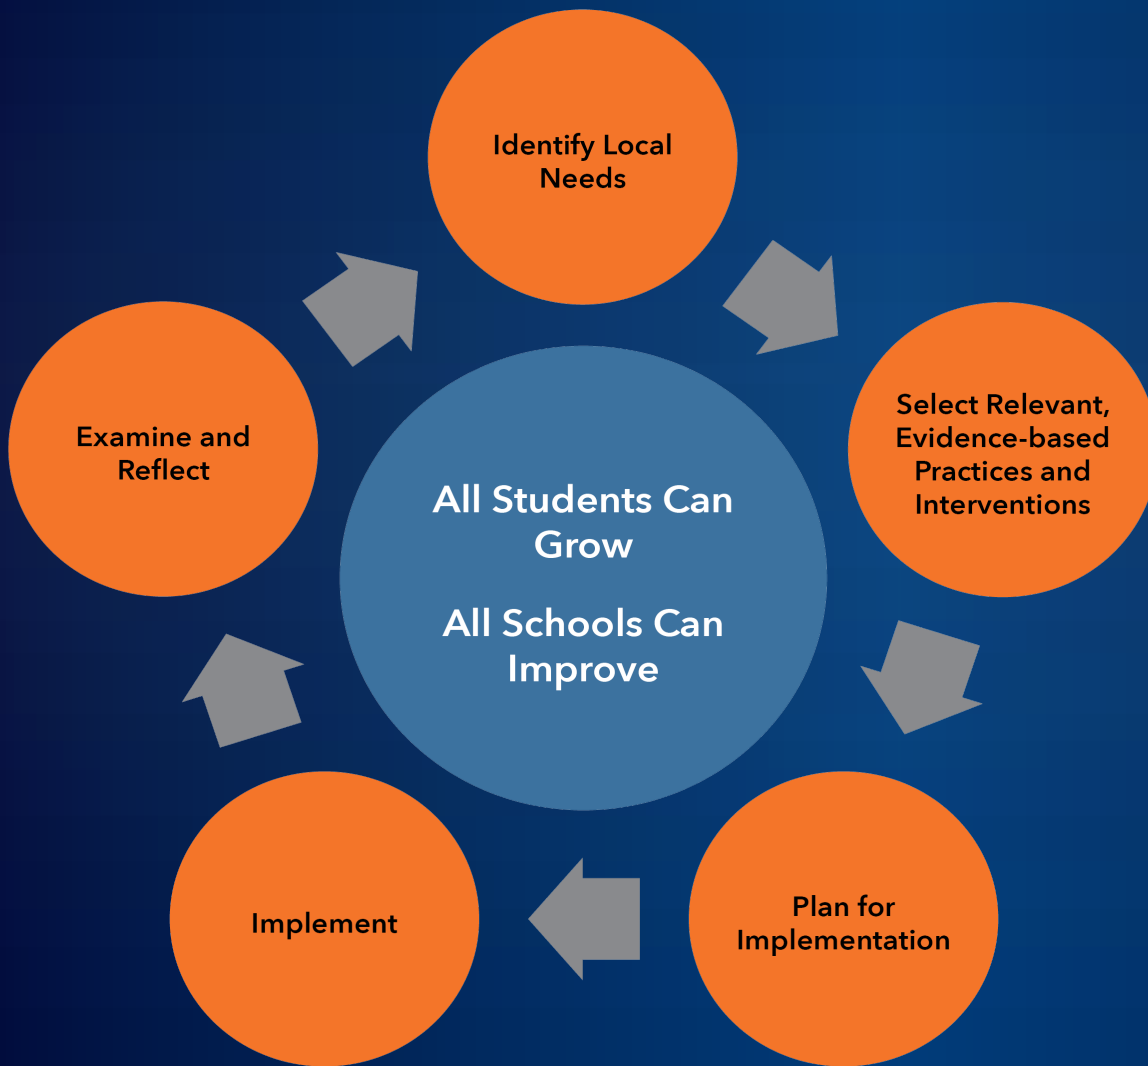 Identify Local
Needs
Select Relevant,
Evidence-based
Practices and
Interventions
Plan for
Implementation
Implement
Examine and
Reflect
All Students Can
Grow
All Schools Can
Improve